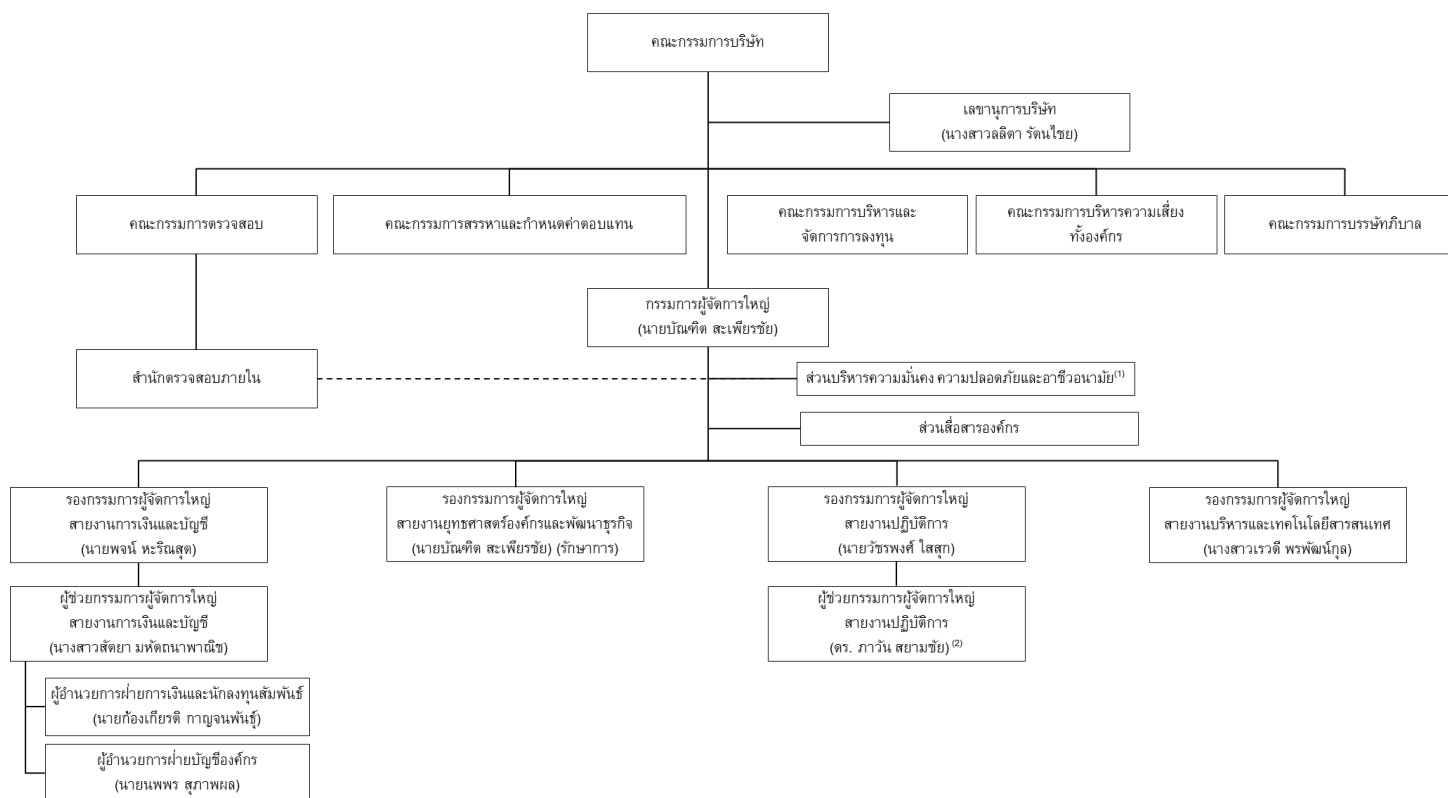 คณะกรรมการบริษัท
เลขานุการบริษัท
(นางสาวลลิตา รัตนไชย)
คณะกรรมการตรวจสอบ
คณะกรรมการสรรหาและกำหนดค่าตอบแทน
คณะกรรมการบริหารและ
จัดการการลงทุน
คณะกรรมการบริหารความเสี่ยง
ทั้งองค์กร
คณะกรรมการบรรษัทภิบาล
กรรมการผู้จัดการใหญ่
(นายบัณฑิต สะเพียรชัย)
สำนักตรวจสอบภายใน
ส่วนบริหารความมั่นคง ความปลอดภัยและอาชีวอนามัย(1)
ส่วนสื่อสารองค์กร
รองกรรมการผู้จัดการใหญ่
สายงานการเงินและบัญชี
(นายพจน์ หะริณสุต)
รองกรรมการผู้จัดการใหญ่
สายงานยุทธศาสตร์องค์กรและพัฒนาธุรกิจ
(นายบัณฑิต สะเพียรชัย) (รักษาการ)
รองกรรมการผู้จัดการใหญ่
สายงานปฏิบัติการ
(นายวัชรพงศ์ ใสสุก)
รองกรรมการผู้จัดการใหญ่
สายงานบริหารและเทคโนโลยีสารสนเทศ
(นางสาวเรวดี พรพัฒน์กุล)
ผู้ช่วยกรรมการผู้จัดการใหญ่
สายงานการเงินและบัญชี
(นางสาวสัตยา มหัตถนาพาณิช)
ผู้ช่วยกรรมการผู้จัดการใหญ่
สายงานปฏิบัติการ
(ดร. ภาวัน สยามชัย) (2)
ผู้อำนวยการฝ่ายการเงินและนักลงทุนสัมพันธ์
(นายก้องเกียรติ กาญจนพันธุ์)
ผู้อำนวยการฝ่ายบัญชีองค์กร
(นายนพพร สุภาพผล)